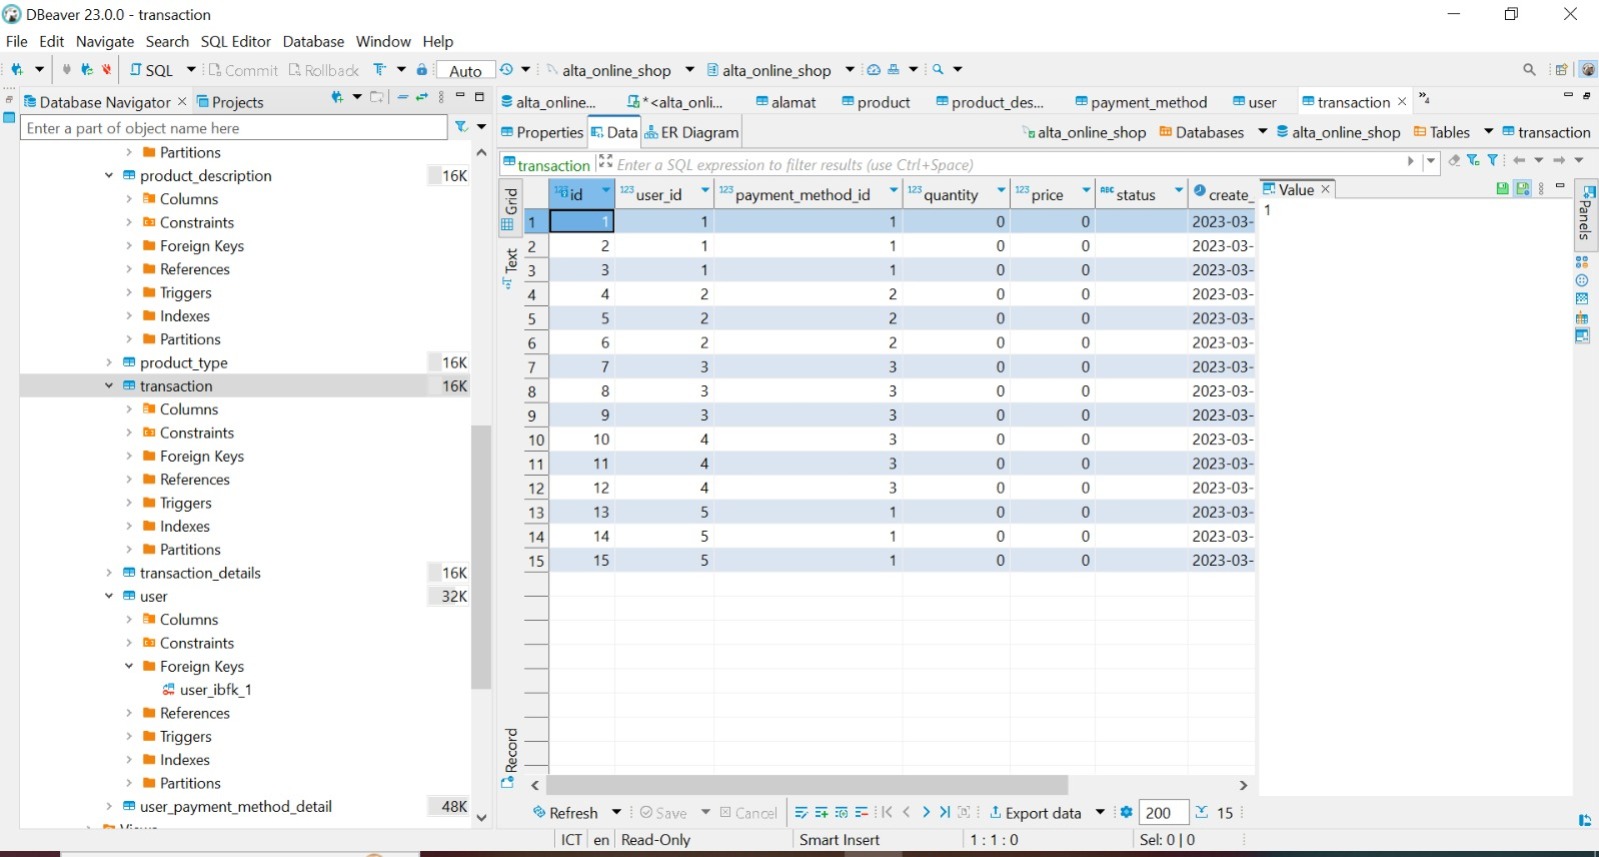 DBeaver 23.0.0 - transaction
File Edit Navigate Search SQL Editor Database Window Help
SQL Commit Rollback Auto alta_online_shop alta_online_shop
Database Navigator Projects
Enter a part of object name here
Partitions
product_description 16K
Columns
Constraints
Foreign Keys
References
Triggers
Indexes
Partitions
product_type 16K
transaction 16K
Columns
Constraints
Foreign Keys
References
Triggers
Indexes
Partitions
transaction_details 16K
user 32K
Columns
Constraints
Foreign Keys
user_ibfk_1
References
Triggers
Indexes
Partitions
user_payment_method_detail 48K
alta_online... *<alta_onli... alamat product product_des... payment_method user transaction 4
Properties Data ER Diagram alta_online_shop Databases alta_online_shop Tables transaction
transaction Enter a SQL expression to filter results (use Ctrl+Space)
Grid
Text
Record
123 id 123 user_id 123 payment_method_id 123 quantity 123 price ABC status create_
1 1 1 1 0 0 2023-03-
2 2 1 1 0 0 2023-03-
3 3 1 1 0 0 2023-03-
4 4 2 2 0 0 2023-03-
5 5 2 2 0 0 2023-03-
6 6 2 2 0 0 2023-03-
7 7 3 3 0 0 2023-03-
8 8 3 3 0 0 2023-03-
9 9 3 3 0 0 2023-03-
10 10 4 3 0 0 2023-03-
11 11 4 3 0 0 2023-03-
12 12 4 3 0 0 2023-03-
13 13 5 1 0 0 2023-03-
14 14 5 1 0 0 2023-03-
15 15 5 1 0 0 2023-03-
Value
1
Panels
Refresh Save Cancel Export data 200 15
ICT en Read-Only Smart Insert 1 : 1 : 0 Sel: 0 | 0